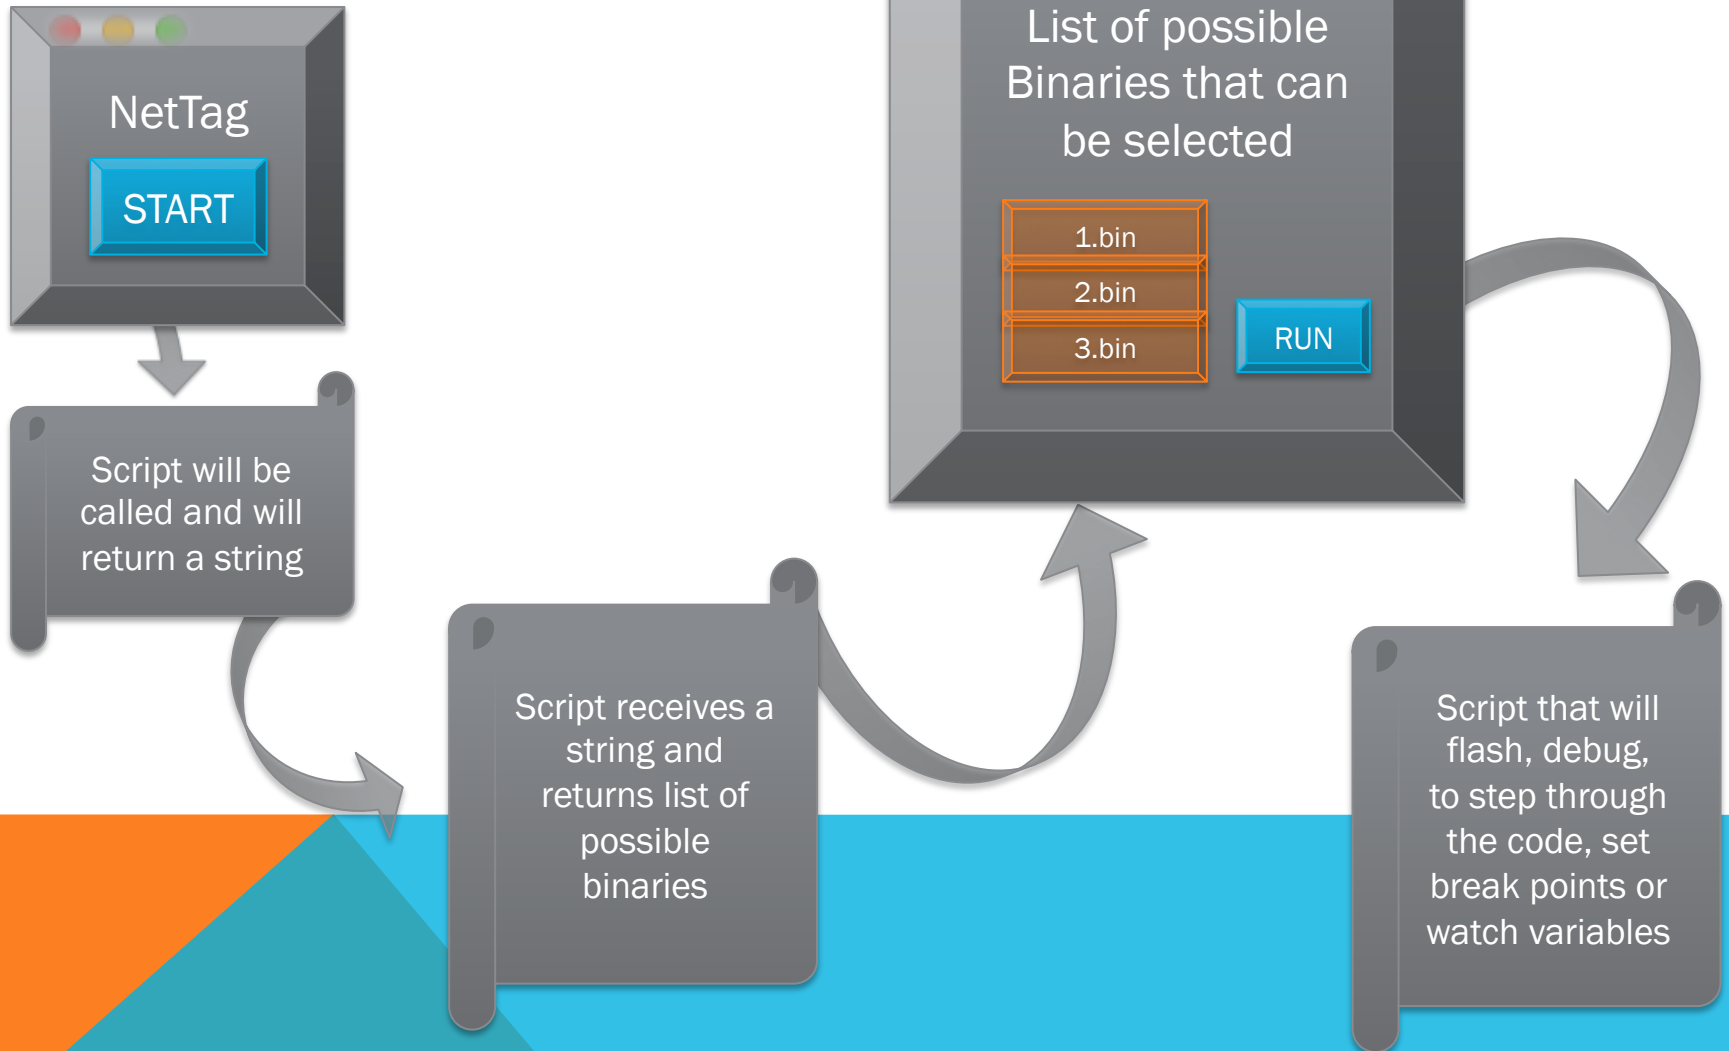 NetTag
START
Script will be
called and will
return a string
Script receives a
string and
returns list of
possible
binaries
List of possible
Binaries that can
be selected
1.bin
2.bin
3.bin
RUN
Script that will
flash, debug,
to step through
the code, set
break points or
watch variables